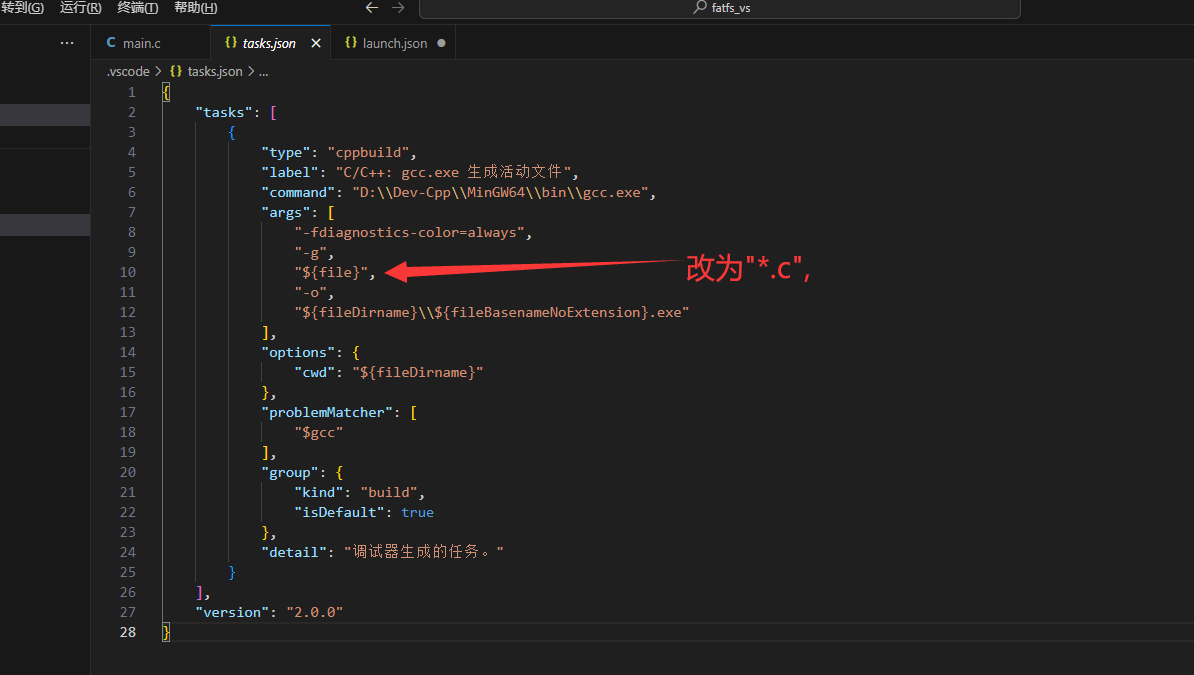 转到(G) 运行(R) 终端(T) 帮助(H) ← → fatfs_vs
··· C main.c {} tasks.json × {} launch.json ●
.vscode > {} tasks.json > ...
1 {
2 "tasks": [
3 {
4 "type": "cppbuild",
5 "label": "C/C++: gcc.exe 生成活动文件",
6 "command": "D:\\Dev-Cpp\\MinGW64\\bin\\gcc.exe",
7 "args": [
8 "-fdiagnostics-color=always",
9 "-g",
10 "${file}", 改为"*.c",
11 "-o",
12 "${fileDirname}\\${fileBasenameNoExtension}.exe"
13 ],
14 "options": {
15 "cwd": "${fileDirname}"
16 },
17 "problemMatcher": [
18 "$gcc"
19 ],
20 "group": {
21 "kind": "build",
22 "isDefault": true
23 },
24 "detail": "调试器生成的任务。"
25 }
26 ],
27 "version": "2.0.0"
28 }